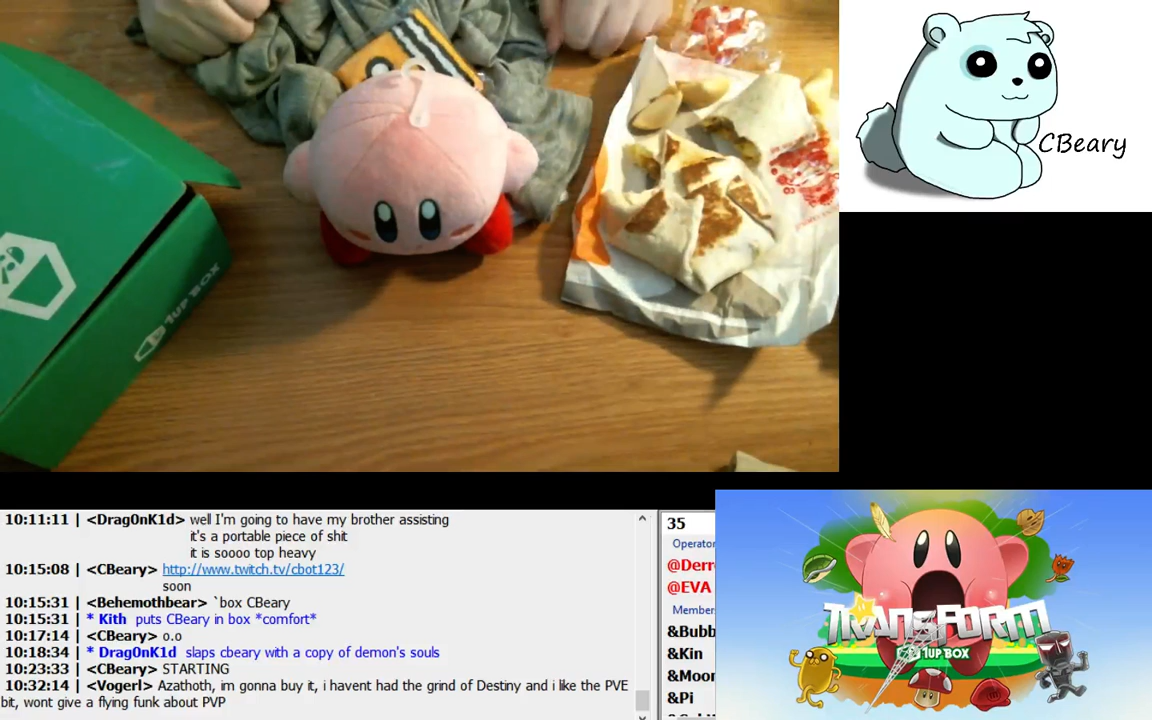 CBeary
1UP BOX
10:11:11 | <Drag0nK1d> well I'm going to have my brother assisting
it's a portable piece of shit
it is soooo top heavy
10:15:08 | <CBeary> http://www.twitch.tv/cbot123/
soon
10:15:31 | <Behemothbear> `box CBeary
10:15:31 | * Kith puts CBeary in box *comfort*
10:17:14 | <CBeary> o.o
10:18:34 | * Drag0nK1d slaps cbeary with a copy of demon's souls
10:23:33 | <CBeary> STARTING
10:32:14 | <Vogerl> Azathoth, im gonna buy it, i havent had the grind of Destiny and i like the PVE
bit, wont give a flying funk about PVP
35
Operator
@Derr
@EVA
Member
&Bubb
&Kin
&Moor
&Pi
TRANSFORM
1UP BOX